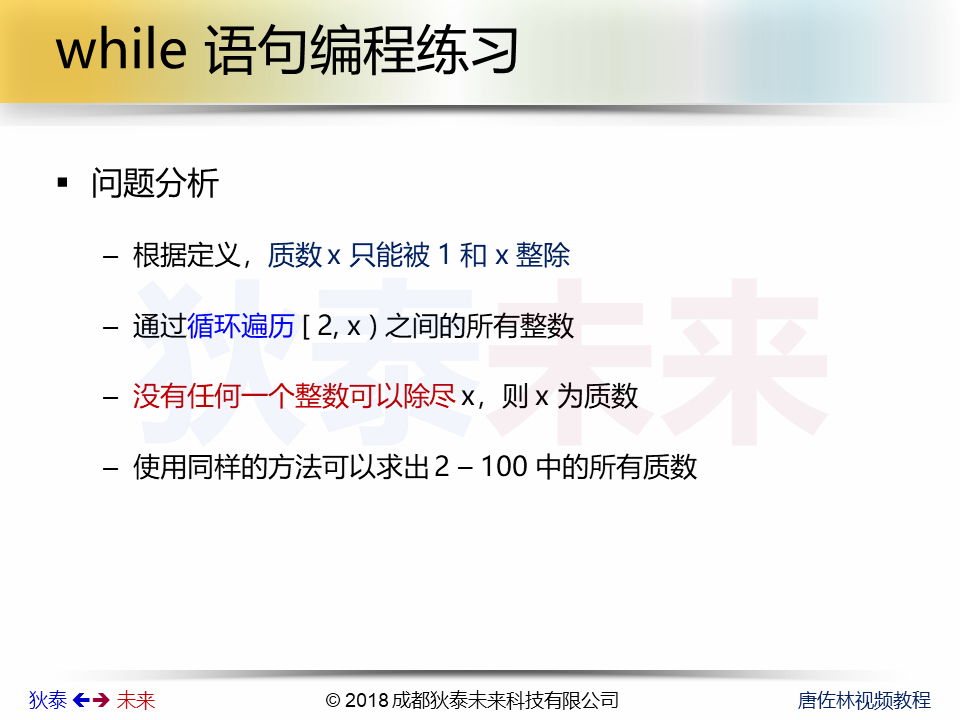 while 语句编程练习
▪ 问题分析
– 根据定义，质数 x 只能被 1 和 x 整除
– 通过循环遍历 [ 2, x ) 之间的所有整数
– 没有任何一个整数可以除尽 x，则 x 为质数
– 使用同样的方法可以求出 2 – 100 中的所有质数
狄泰未来
狄泰 🡸🡺 未来 © 2018 成都狄泰未来科技有限公司 唐佐林视频教程